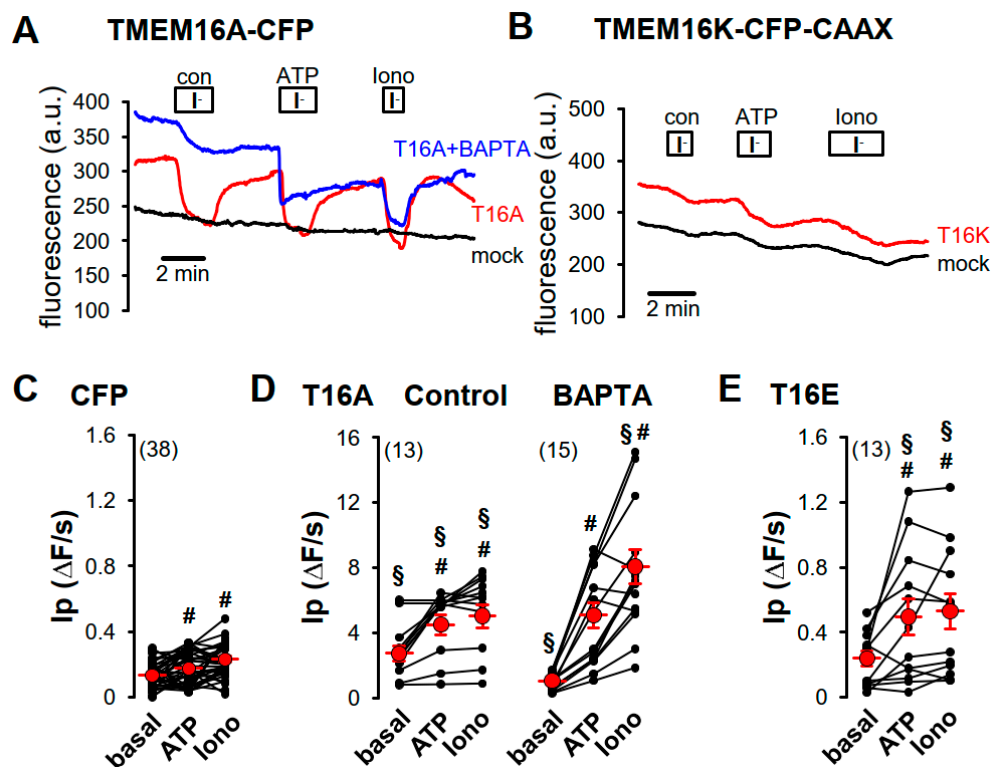 A TMEM16A-CFP
fluorescence (a.u.)
400
350
300
250
200
150
100
con ATP Iono
I- I- I-
T16A+BAPTA
T16A
mock
2 min
B TMEM16K-CFP-CAAX
fluorescence (a.u.)
500
400
300
200
100
con ATP Iono
I- I- I-
T16K
mock
2 min
C CFP
Ip (ΔF/s)
1.6
1.2
0.8
0.4
0
(38)
# #
basal ATP Iono
D T16A Control BAPTA
Ip (ΔF/s)
16
12
8
4
0
(13)
§ § # § #
basal ATP Iono
(15)
§ # § #
basal ATP Iono
E T16E
Ip (ΔF/s)
1.6
1.2
0.8
0.4
0
(13)
§ # § #
basal ATP Iono